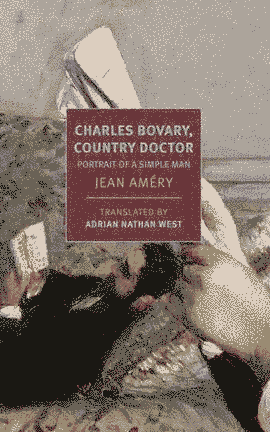 CHARLES BOVARY,
COUNTRY DOCTOR
PORTRAIT OF A SIMPLE MAN
JEAN AMÉRY
TRANSLATED BY
ADRIAN NATHAN WEST